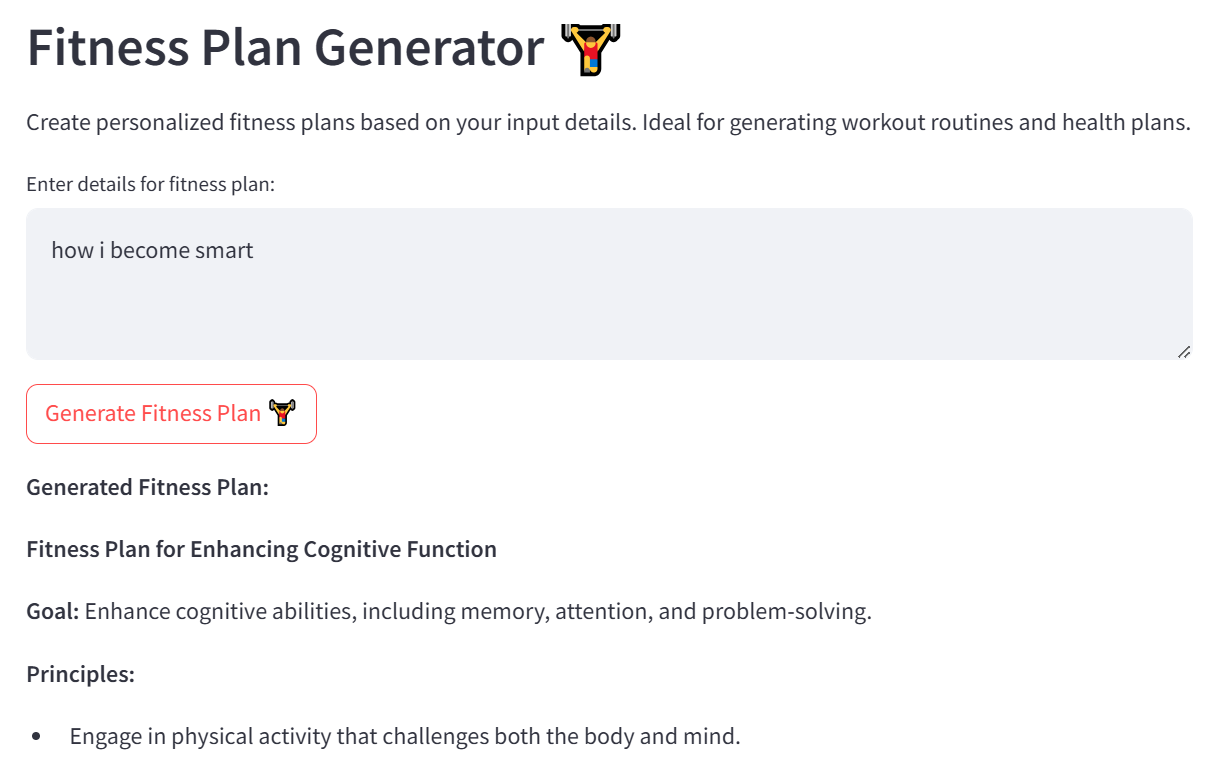 Fitness Plan Generator
Create personalized fitness plans based on your input details. Ideal for generating workout routines and health plans.
Enter details for fitness plan:
how i become smart
Generate Fitness Plan
Generated Fitness Plan:
Fitness Plan for Enhancing Cognitive Function
Goal: Enhance cognitive abilities, including memory, attention, and problem-solving.
Principles:
• Engage in physical activity that challenges both the body and mind.